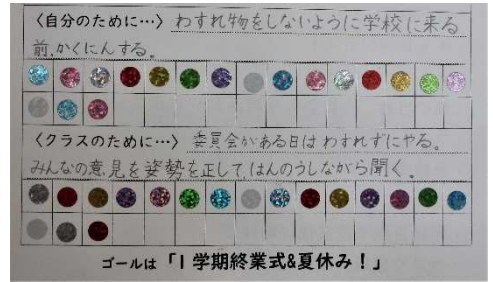 〈自分のために…〉 わすれ物をしないように学校に来る
前、かくにんする。
〈クラスのために…〉 委員会がある日はわすれずにやる。
みんなの意見を姿勢を正して、はんのうしながら聞く。
ゴールは「1学期終業式&夏休み！」